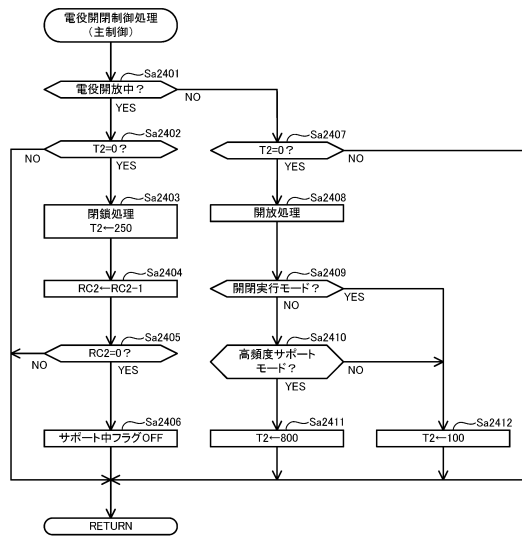 電役開閉制御処理
(主制御)
Sa2401
電役開放中？
NO
YES
Sa2402
T2=0？
NO
YES
Sa2407
T2=0？
NO
YES
Sa2403
閉鎖処理
T2←250
Sa2408
開放処理
Sa2404
RC2←RC2-1
Sa2409
開閉実行モード？
YES
NO
Sa2405
RC2=0？
NO
YES
Sa2410
高頻度サポート
モード？
NO
YES
Sa2406
サポート中フラグOFF
Sa2411
T2←800
Sa2412
T2←100
RETURN